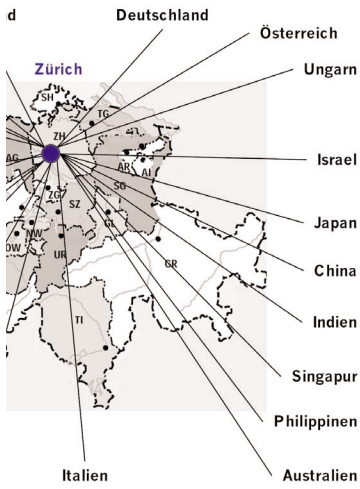 d
Deutschland
Österreich
Zürich
Ungarn
SH
TG
ZH
AG
AR
AI
Israel
ZG
SG
SZ
Japan
GL
NW
OW
UR
GR
China
TI
Indien
Singapur
Philippinen
Italien
Australien